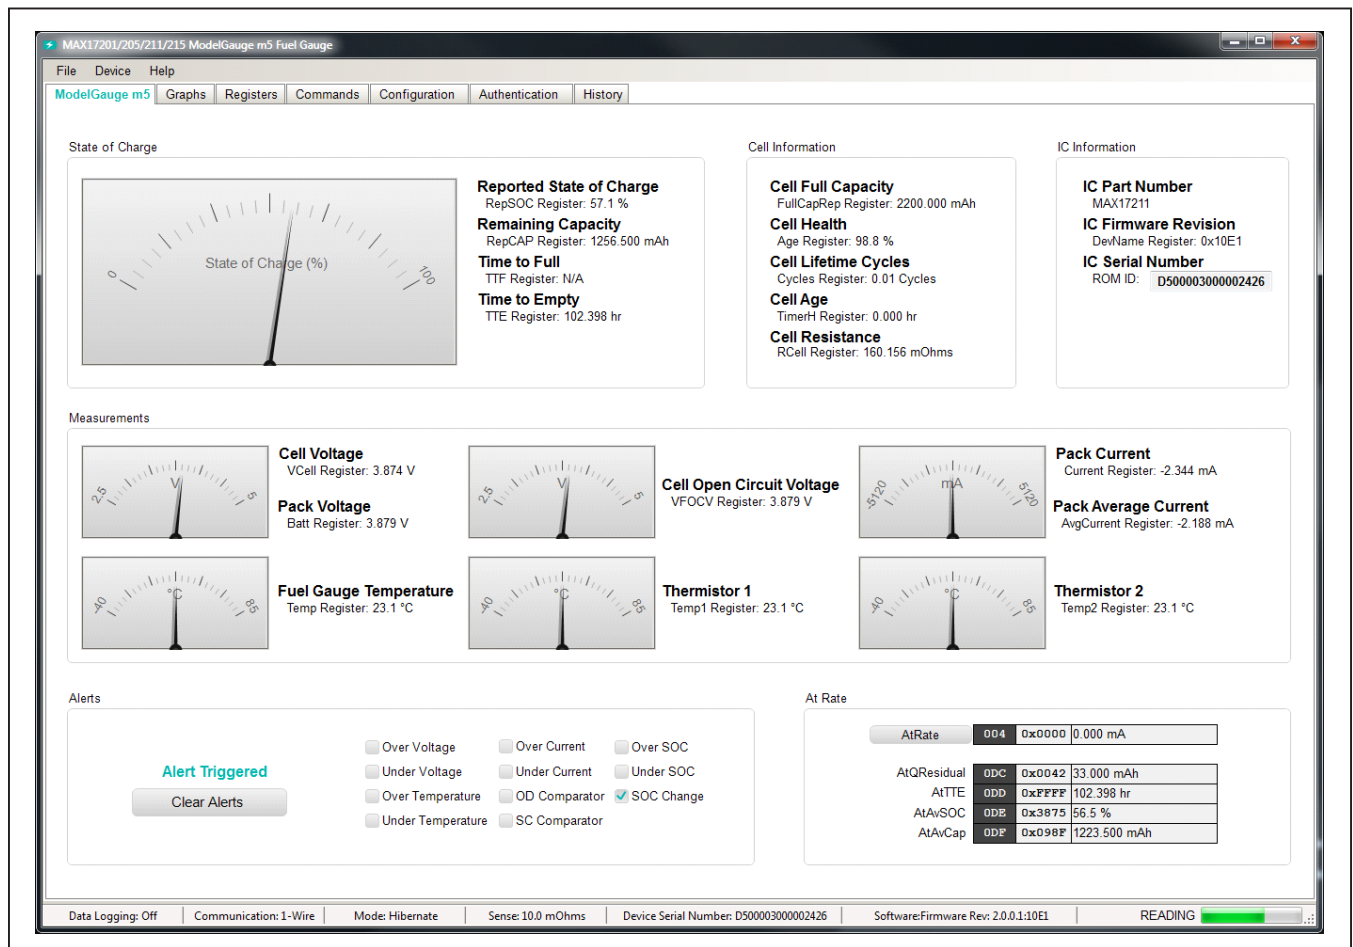 MAX17201/205/211/215 ModelGauge m5 Fuel Gauge
File Device Help
ModelGauge m5 Graphs Registers Commands Configuration Authentication History
State of Charge
0
100
State of Charge (%)
Reported State of Charge
RepSOC Register: 57.1 %
Remaining Capacity
RepCAP Register: 1256.500 mAh
Time to Full
TTF Register: N/A
Time to Empty
TTE Register: 102.398 hr
Cell Information
Cell Full Capacity
FullCapRep Register: 2200.000 mAh
Cell Health
Age Register: 98.8 %
Cell Lifetime Cycles
Cycles Register: 0.01 Cycles
Cell Age
TimerH Register: 0.000 hr
Cell Resistance
RCell Register: 160.156 mOhms
IC Information
IC Part Number
MAX17211
IC Firmware Revision
DevName Register: 0x10E1
IC Serial Number
ROM ID: D500003000002426
Measurements
2.5 V 5
Cell Voltage
VCell Register: 3.874 V
Pack Voltage
Batt Register: 3.879 V
2.5 V 5
Cell Open Circuit Voltage
VFOCV Register: 3.879 V
-5120 mA 5120
Pack Current
Current Register: -2.344 mA
Pack Average Current
AvgCurrent Register: -2.188 mA
-40 °C 85
Fuel Gauge Temperature
Temp Register: 23.1 °C
-40 °C 85
Thermistor 1
Temp1 Register: 23.1 °C
-40 °C 85
Thermistor 2
Temp2 Register: 23.1 °C
Alerts
Alert Triggered
Clear Alerts
Over Voltage Over Current Over SOC
Under Voltage Under Current Under SOC
Over Temperature OD Comparator SOC Change
Under Temperature SC Comparator
At Rate
AtRate 004 0x0000 0.000 mA
AtQResidual 0DC 0x0042 33.000 mAh
AtTTE 0DD 0xFFFF 102.398 hr
AtAvSOC 0DE 0x3875 56.5 %
AtAvCap 0DF 0x098F 1223.500 mAh
Data Logging: Off Communication: 1-Wire Mode: Hibernate Sense: 10.0 mOhms Device Serial Number: D500003000002426 Software:Firmware Rev: 2.0.0.1:10E1 READING